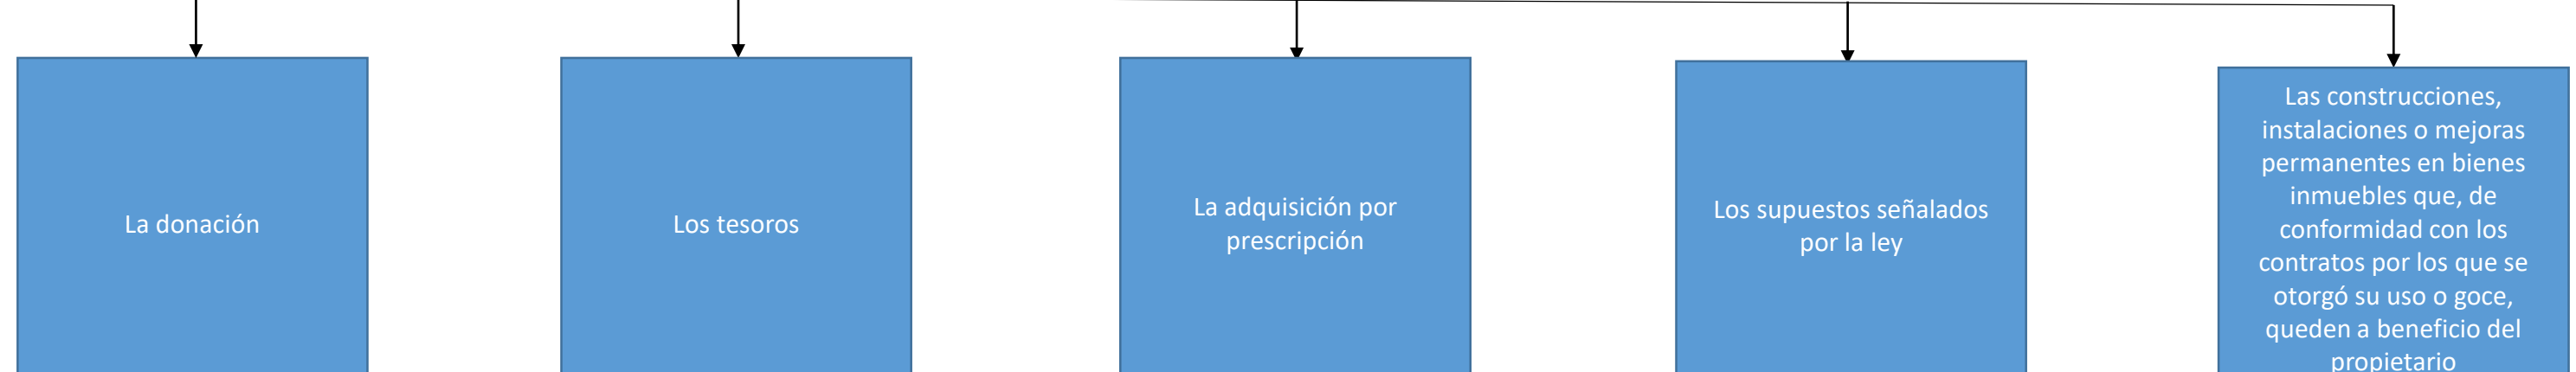 La donación
Los tesoros
La adquisición por
prescripción
Los supuestos señalados
por la ley
Las construcciones,
instalaciones o mejoras
permanentes en bienes
inmuebles que, de
conformidad con los
contratos por los que se
otorgó su uso o goce,
queden a beneficio del
propietario